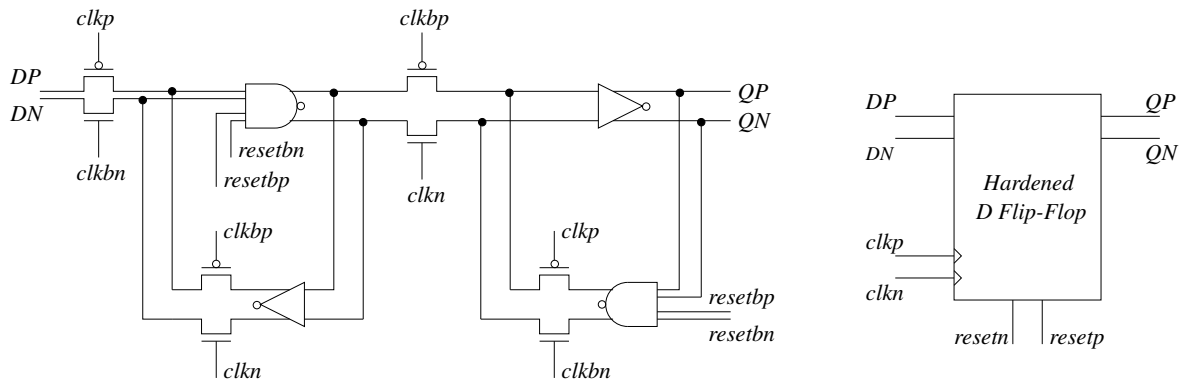 clkp
clkbp
DP
DN
QP
QN
resetbn
resetbp
clkbn
clkn
clkbp
clkp
resetbp
resetbn
clkn
clkbn
DP
DN
QP
QN
Hardened
D Flip-Flop
clkp
clkn
resetn
resetp